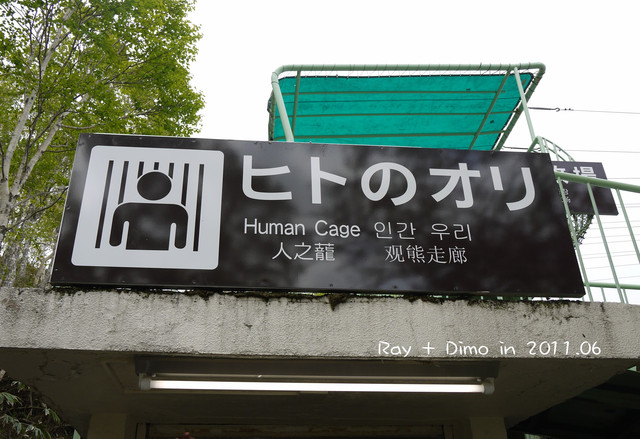 ヒトのオリ
Human Cage 인간 우리
人之蘢 观熊走廊
Ray + Dimo in 2011.06